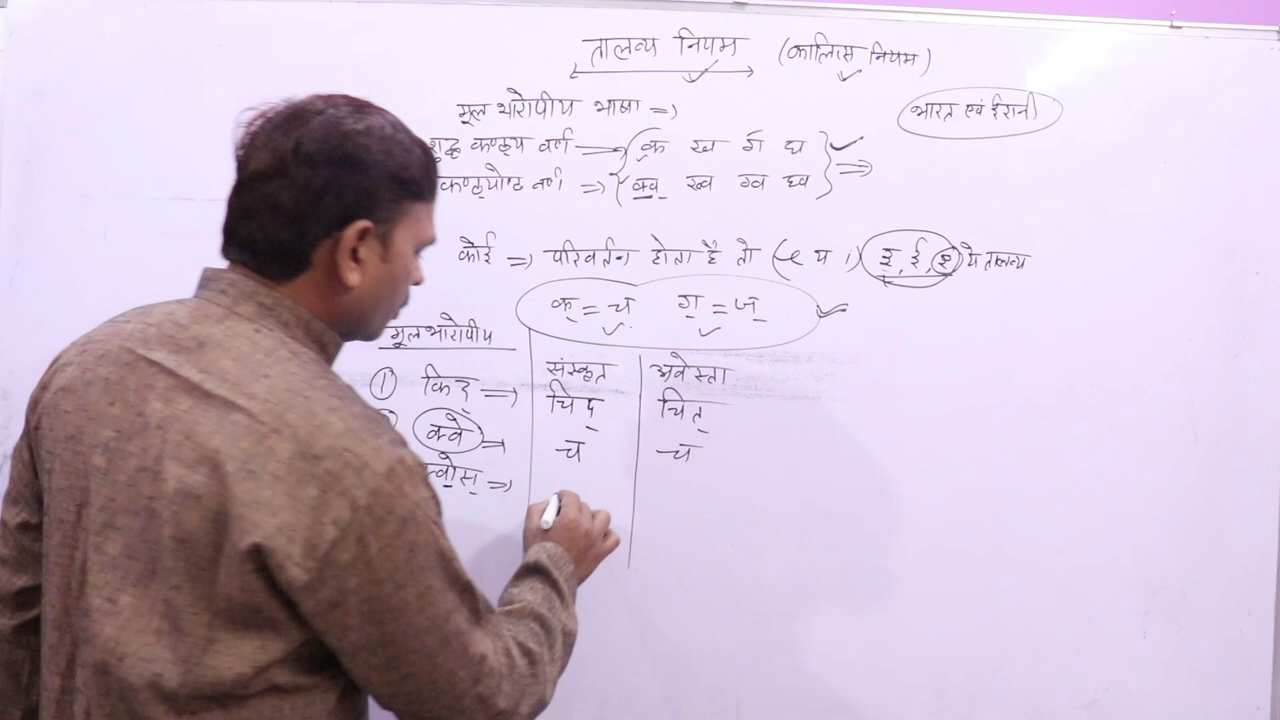 तालव्य नियम (कालित्स नियम)
मूल भारोपीय भाषा ⇒
भारत एवं ईरानी
शुद्ध कण्ठ्य वर्ण ⟶ क ख ग घ ⇒
कण्ठ्योष्ठ वर्ण ⇒ क्व ख्व ग्व घ्व
कोई ⇒ परिवर्तन होता है तो (e य i) इ, ई, ए ये तालव्य
क् = च ग् = ज्
मूल भारोपीय संस्कृत अवेस्ता
① किद् ⇒ चिद् चित्
क्वे ⇒ च च
⇒